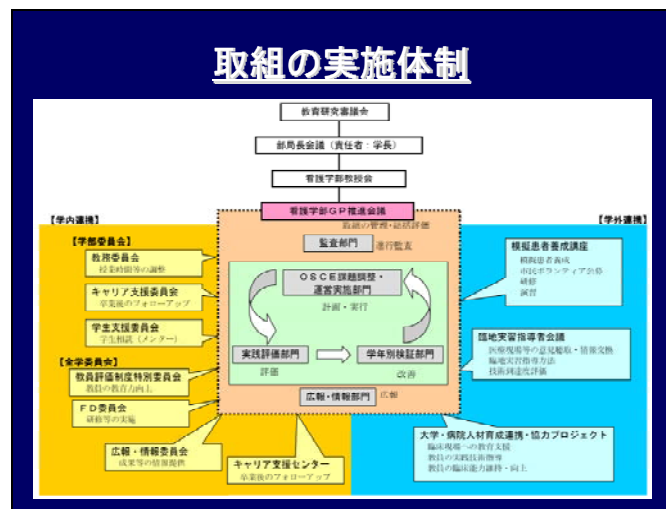 取組の実施体制
教育研究審議会
部局長会議（責任者：学長）
看護学部教授会
看護学部GP推進会議
取組の管理・総括評価
【学内連携】
【学外連携】
【学部委員会】
教務委員会
授業時間等の調整
キャリア支援委員会
卒業後のフォローアップ
学生支援委員会
学生相談（メンター）
【全学委員会】
教員評価制度特別委員会
教員の教育力向上
ＦＤ委員会
研修等の実施
広報・情報委員会
成果等の情報提供
キャリア支援センター
卒業後のフォローアップ
監査部門
進行監査
ＯＳＣＥ課題調整・
運営実施部門
計画・実行
実践評価部門
評価
学年別検証部門
改善
広報・情報部門
広報
模擬患者養成講座
模擬患者養成
市民ボランティア公募
研修
演習
臨地実習指導者会議
医療現場等の意見聴取・情報交換
臨地実習指導方法
技術到達度評価
大学・病院人材育成連携・協力プロジェクト
臨床現場への教育支援
教員の実践技術指導
教員の臨床能力維持・向上